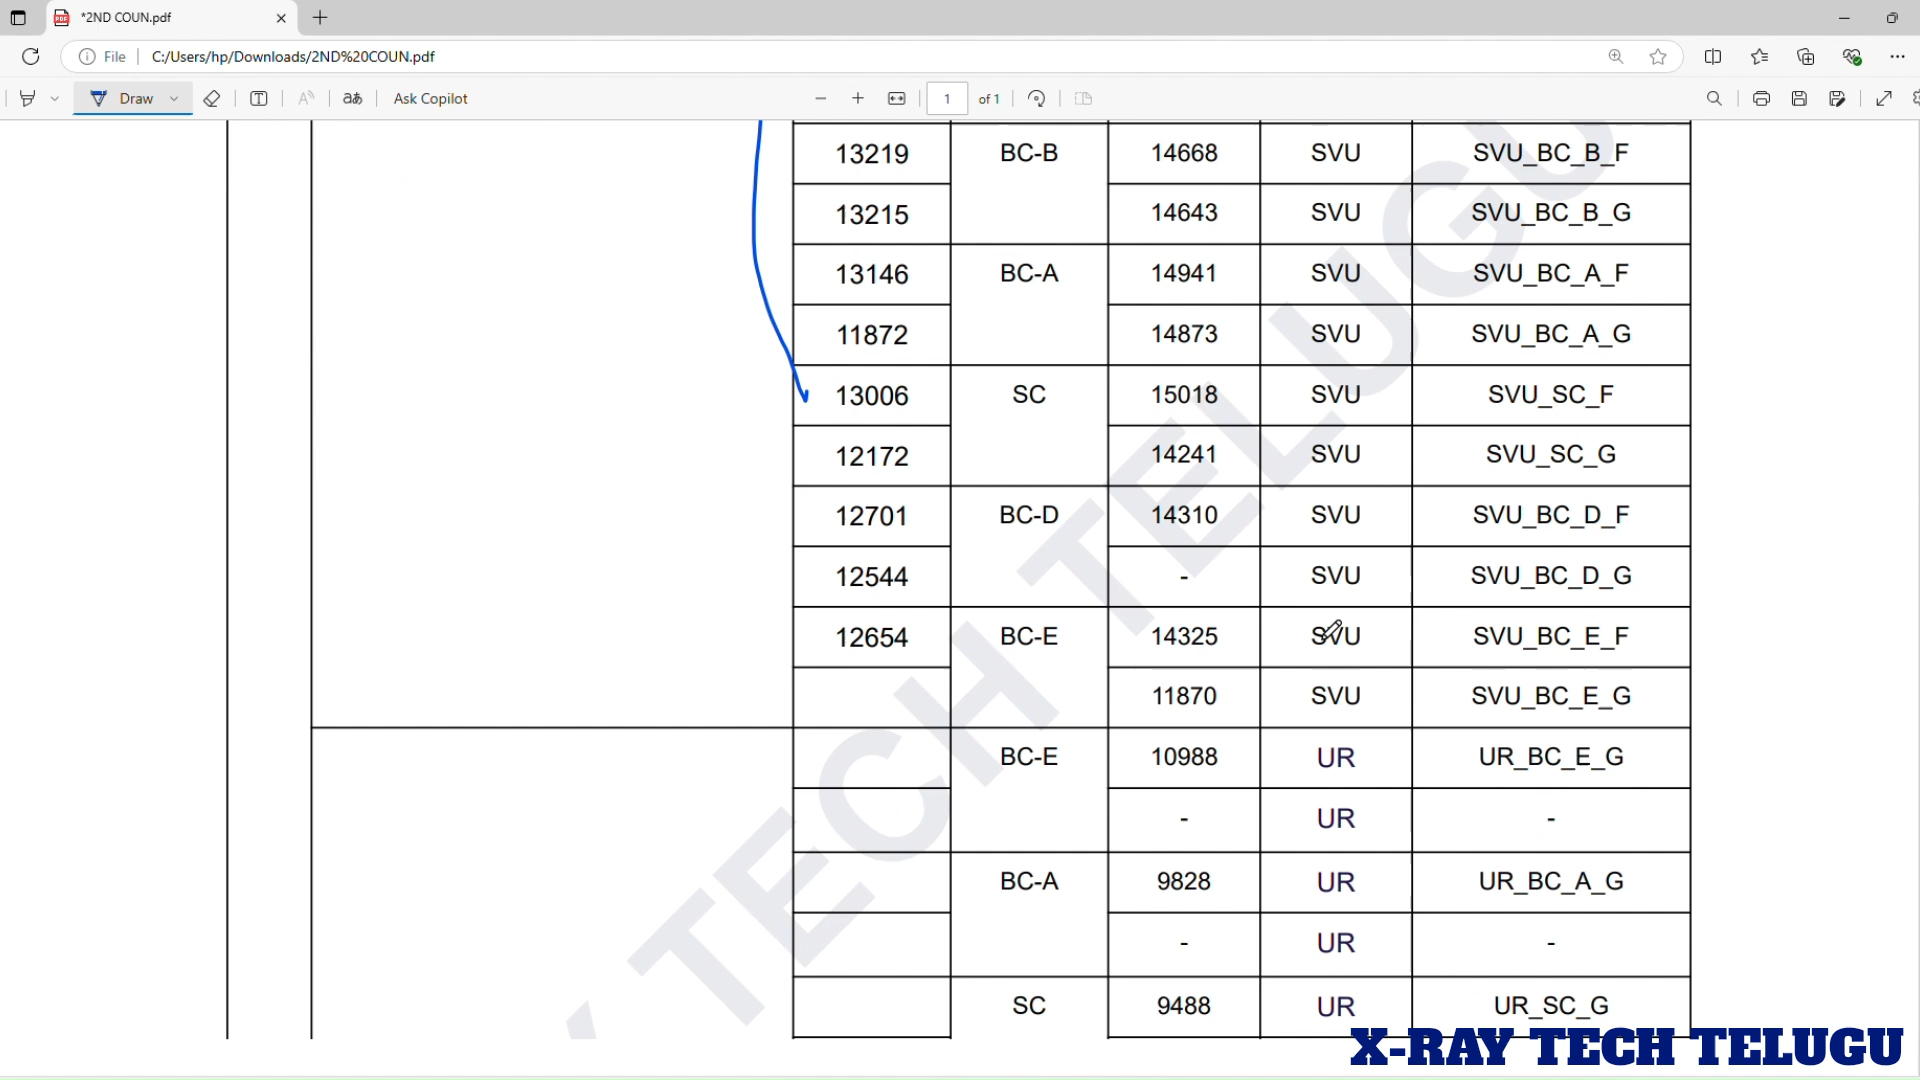 *2ND COUN.pdf
File C:/Users/hp/Downloads/2ND%20COUN.pdf
Draw aあ Ask Copilot 1 of 1
13219 BC-B 14668 SVU SVU_BC_B_F
13215 14643 SVU SVU_BC_B_G
13146 BC-A 14941 SVU SVU_BC_A_F
11872 14873 SVU SVU_BC_A_G
13006 SC 15018 SVU SVU_SC_F
12172 14241 SVU SVU_SC_G
12701 BC-D 14310 SVU SVU_BC_D_F
12544 - SVU SVU_BC_D_G
12654 BC-E 14325 SVU SVU_BC_E_F
11870 SVU SVU_BC_E_G
BC-E 10988 UR UR_BC_E_G
- UR -
BC-A 9828 UR UR_BC_A_G
- UR -
SC 9488 UR UR_SC_G
TECH TELUGU
X-RAY TECH TELUGU